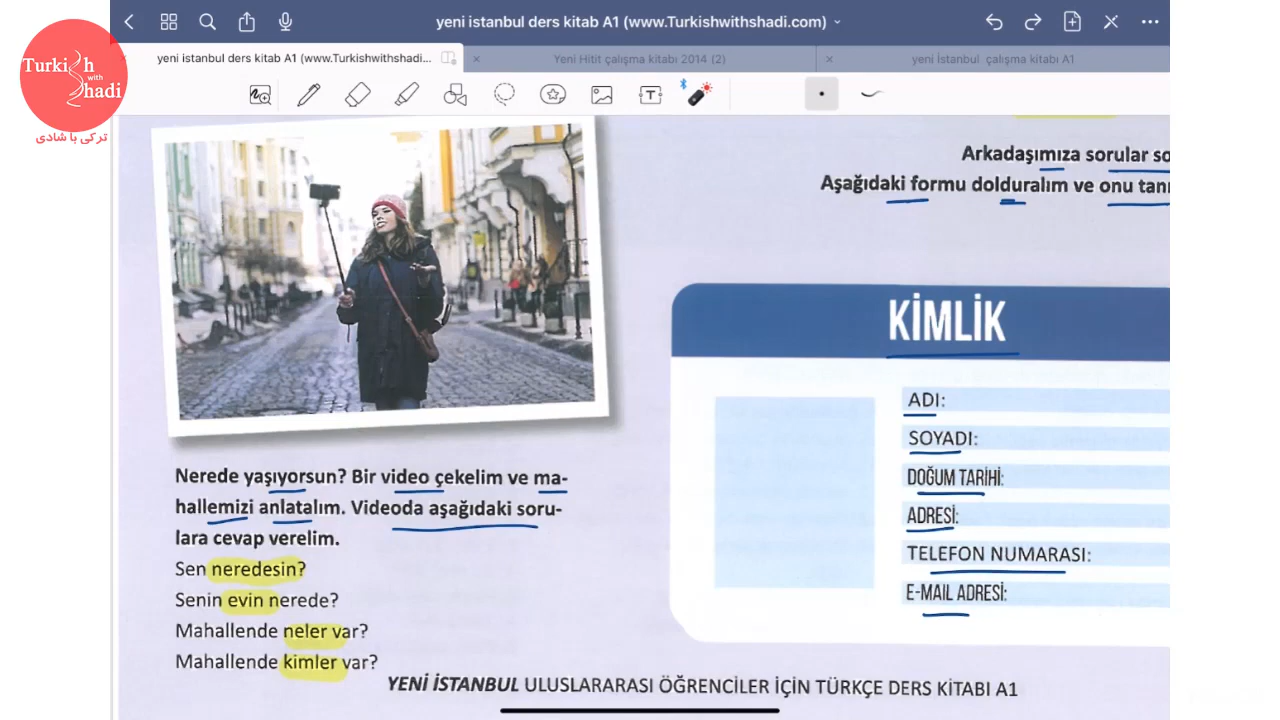 yeni istanbul ders kitab A1 (www.Turkishwithshadi.com)
yeni istanbul ders kitab A1 (www.Turkishwithshadi...
Yeni Hitit çalışma kitabı 2014 (2)
yeni İstanbul çalışma kitabı A1
Turkish
with
Shadi
ترکی با شادی
T
Arkadaşımıza sorular so
Aşağıdaki formu dolduralım ve onu tanı
KİMLİK
ADI:
SOYADI:
DOĞUM TARİHİ:
ADRESİ:
TELEFON NUMARASI:
E-MAIL ADRESİ:
Nerede yaşıyorsun? Bir video çekelim ve ma-
hallemizi anlatalım. Videoda aşağıdaki soru-
lara cevap verelim.
Sen neredesin?
Senin evin nerede?
Mahallende neler var?
Mahallende kimler var?
YENİ İSTANBUL ULUSLARARASI ÖĞRENCİLER İÇİN TÜRKÇE DERS KİTABI A1